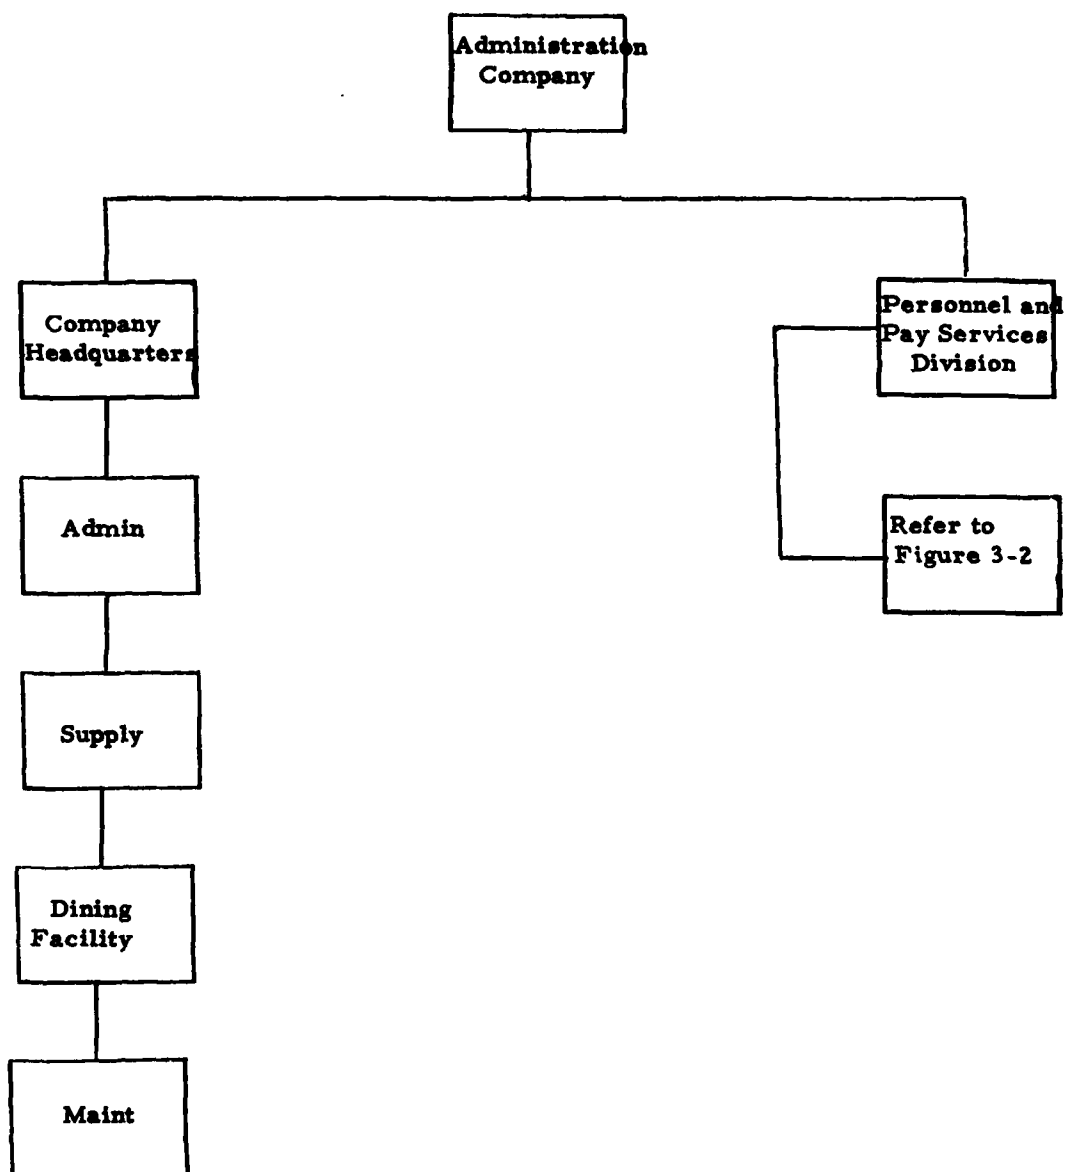 Administration
Company
Company
Headquarters
Personnel and
Pay Services
Division
Admin
Refer to
Figure 3-2
Supply
Dining
Facility
Maint